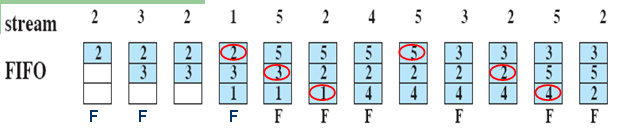 stream 2 3 2 1 5 2 4 5 3 2 5 2
2 2 2 2 5 5 5 5 3 3 3 3
FIFO 3 3 3 3 2 2 2 2 2 5 5
1 1 1 4 4 4 4 4 2
F F F F F F F F F